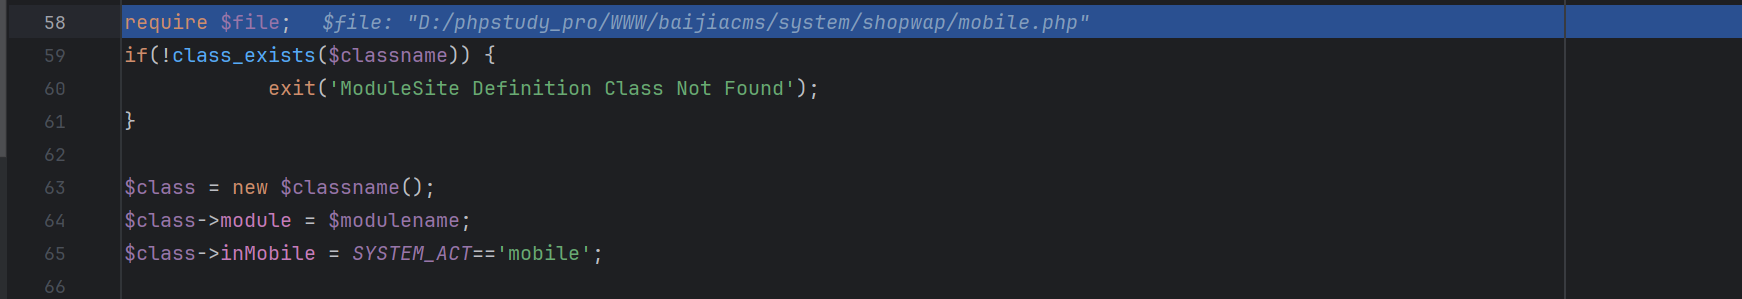 58 require $file; $file: "D:/phpstudy_pro/WWW/baijiacms/system/shopwap/mobile.php"
59 if(!class_exists($classname)) {
60 exit('ModuleSite Definition Class Not Found');
61 }
62
63 $class = new $classname();
64 $class->module = $modulename;
65 $class->inMobile = SYSTEM_ACT=='mobile';
66